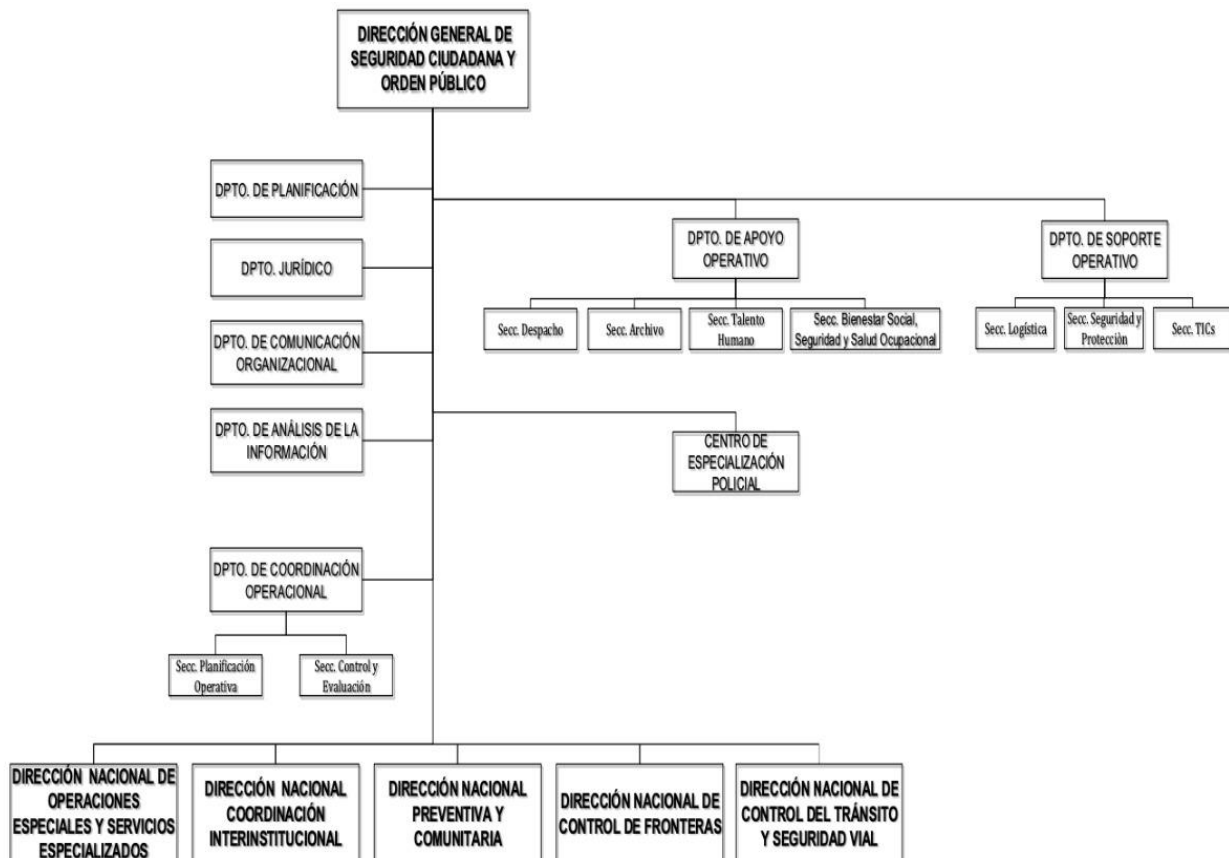 DIRECCIÓN GENERAL DE
SEGURIDAD CIUDADANA Y
ORDEN PÚBLICO
DPTO. DE PLANIFICACIÓN
DPTO. JURÍDICO
DPTO. DE COMUNICACIÓN
ORGANIZACIONAL
DPTO. DE ANÁLISIS DE LA
INFORMACIÓN
DPTO. DE APOYO
OPERATIVO
Secc. Despacho
Secc. Archivo
Secc. Talento
Humano
Secc. Bienestar Social,
Seguridad y Salud Ocupacional
DPTO. DE SOPORTE
OPERATIVO
Secc. Logística
Secc. Seguridad y
Protección
Secc. TICs
CENTRO DE
ESPECIALIZACIÓN
POLICIAL
DPTO. DE COORDINACIÓN
OPERACIONAL
Secc. Planificación
Operativa
Secc. Control y
Evaluación
DIRECCIÓN NACIONAL DE
OPERACIONES
ESPECIALES Y SERVICIOS
ESPECIALIZADOS
DIRECCIÓN NACIONAL
COORDINACIÓN
INTERINSTITUCIONAL
DIRECCIÓN NACIONAL
PREVENTIVA Y
COMUNITARIA
DIRECCIÓN NACIONAL DE
CONTROL DE FRONTERAS
DIRECCIÓN NACIONAL DE
CONTROL DEL TRÁNSITO
Y SEGURIDAD VIAL